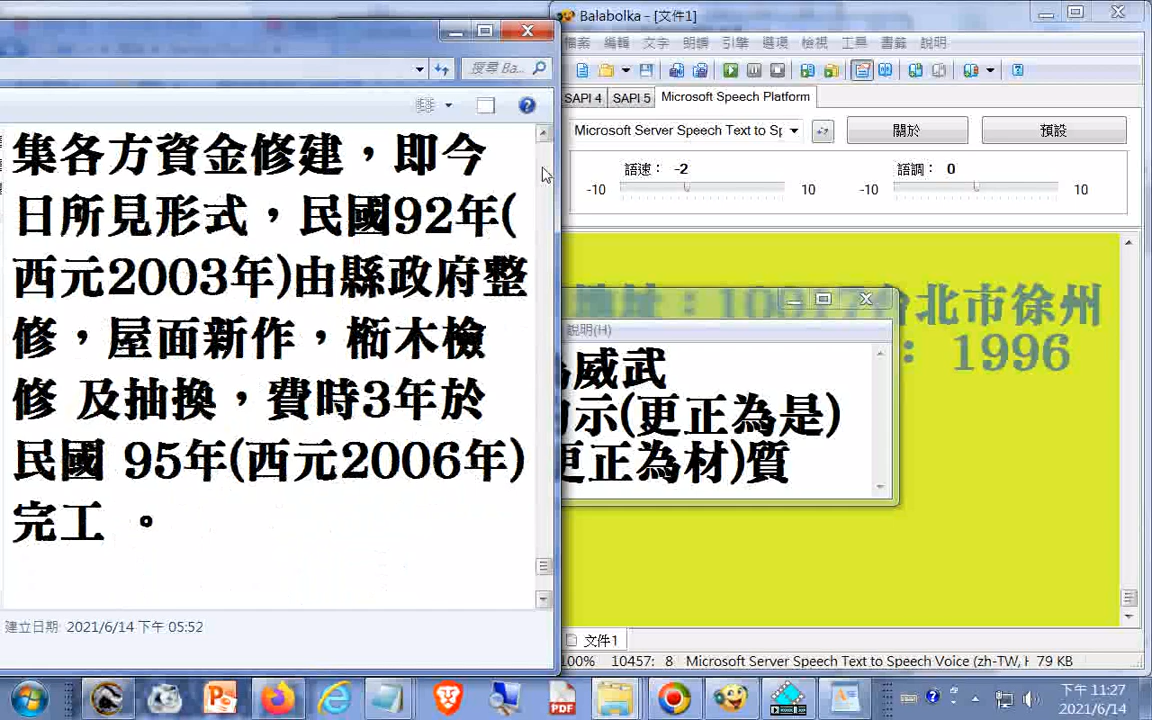 搜尋 Ba...
集各方資金修建，即今
日所見形式，民國92年(
西元2003年)由縣政府整
修，屋面新作，桁木檢
修 及抽換，費時3年於
民國 95年(西元2006年)
完工 。
建立日期: 2021/6/14 下午 05:52
Balabolka - [文件1]
檔案 編輯 文字 朗讀 引擎 選項 檢視 工具 書籤 說明
SAPI 4 SAPI 5 Microsoft Speech Platform
Microsoft Server Speech Text to Sp 關於 預設
語速： -2 語調： 0
-10 10 -10 10
地址：10017台北市徐州
： 1996
說明(H)
威武
示(更正為是)
更正為材)質
文件1
100% 10457: 8 Microsoft Server Speech Text to Speech Voice (zh-TW, H 79 KB
下午 11:27
2021/6/14